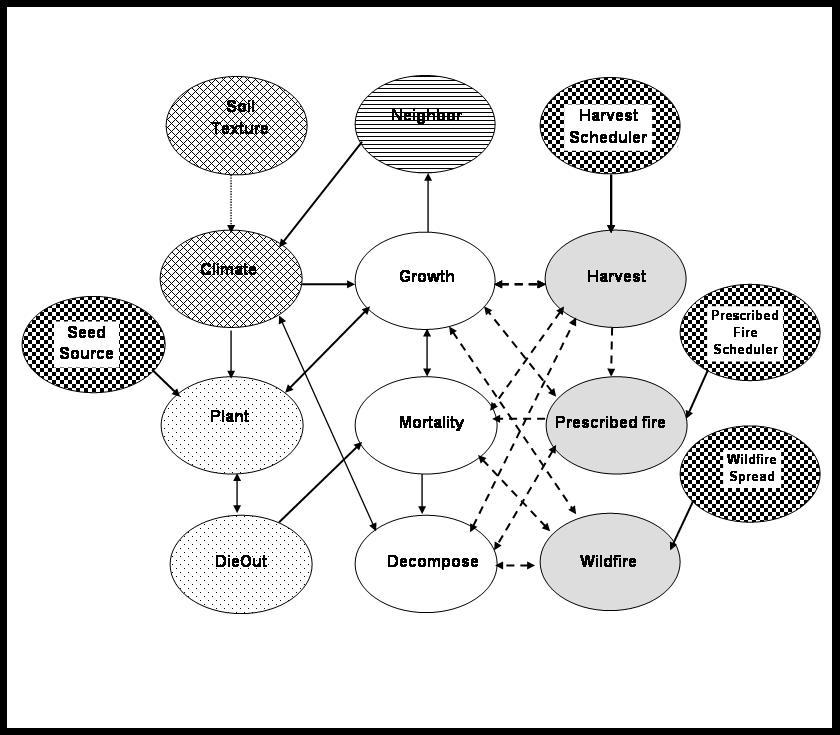 Soil
Texture
Neighbor
Harvest
Scheduler
Climate
Growth
Harvest
Seed
Source
Prescribed
Fire
Scheduler
Plant
Mortality
Prescribed fire
Wildfire
Spread
DieOut
Decompose
Wildfire